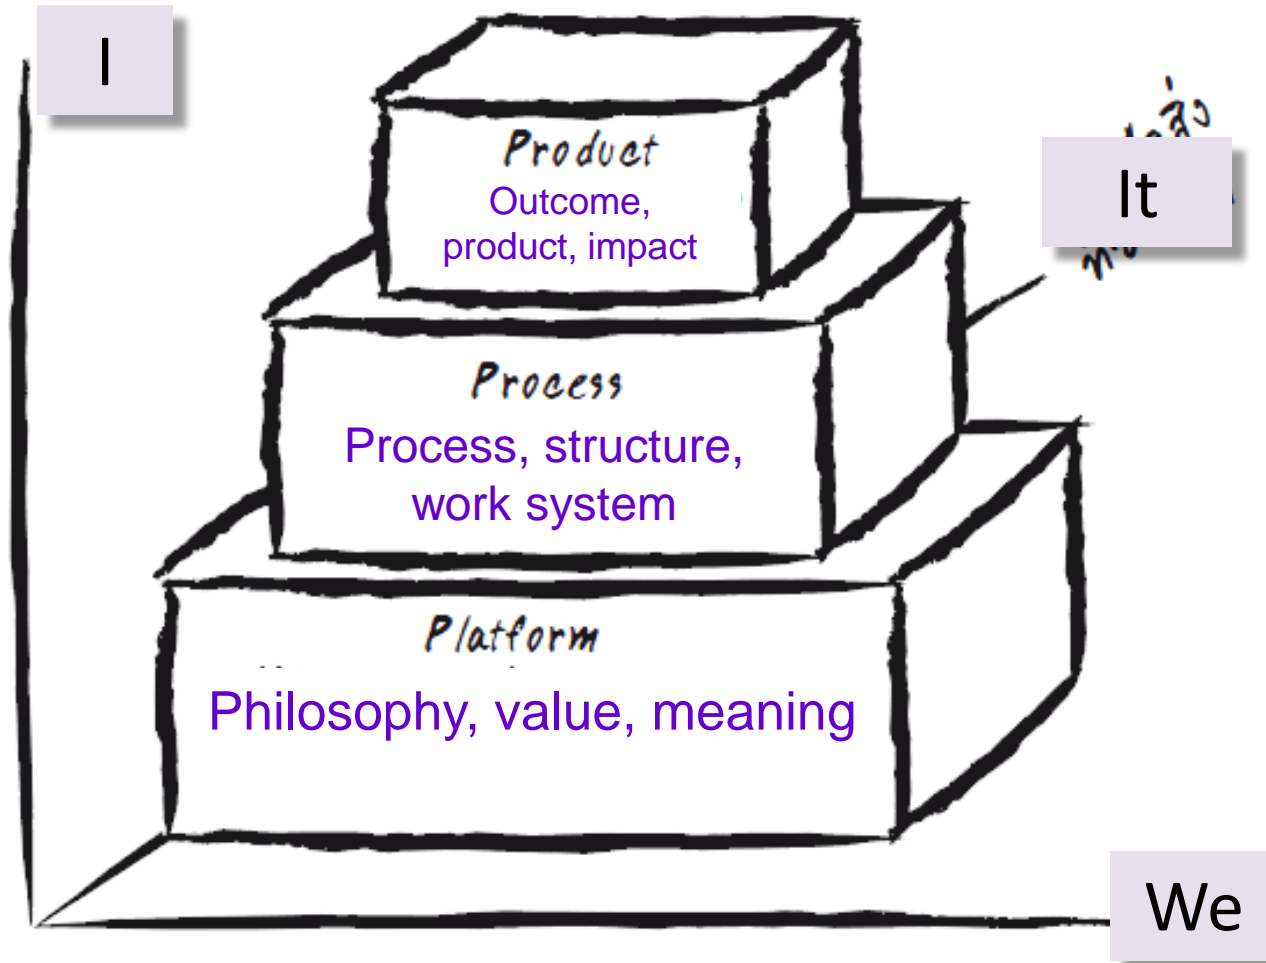 I
Product
Outcome,
product, impact
It
Process
Process, structure,
work system
Platform
Philosophy, value, meaning
We